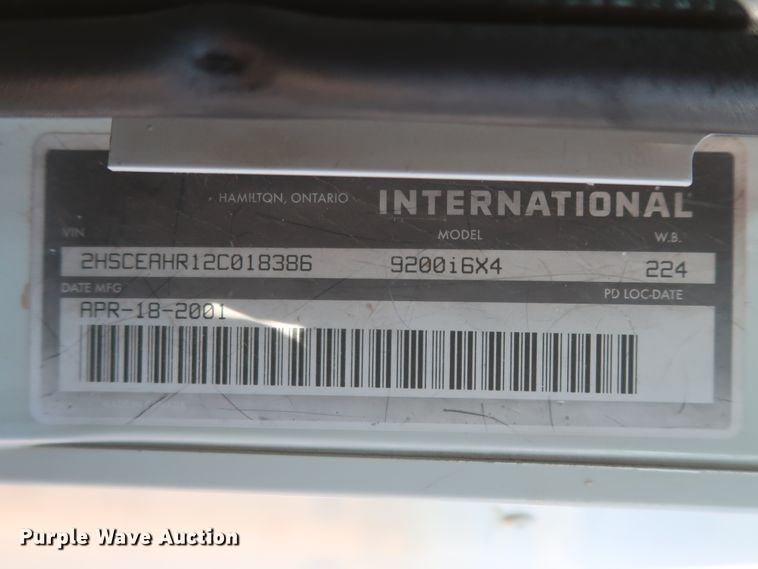 HAMILTON, ONTARIO INTERNATIONAL
VIN MODEL W.B.
2HSCEAHR12C018386 9200i6X4 224
DATE MFG PD LOC-DATE
APR-18-2001
Purple Wave Auction